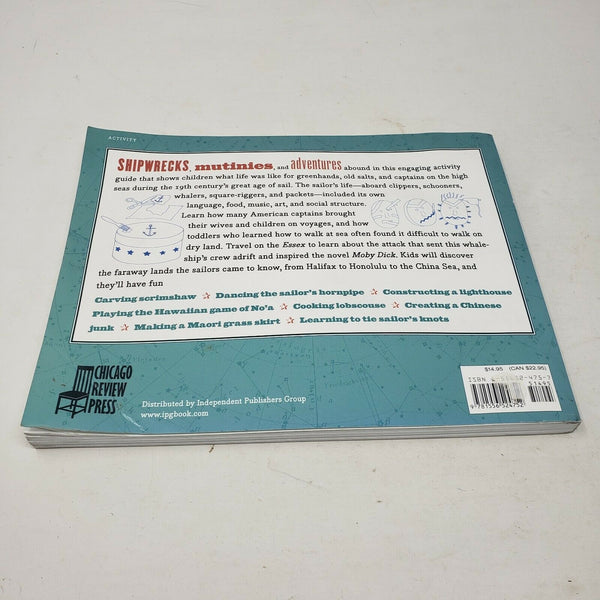 ACTIVITY
SHIPWRECKS, mutinies, and adventures abound in this engaging activity
guide that shows children what life was like for greenhands, old salts, and captains on the high
seas during the 19th century's great age of sail. The sailor's life—aboard clippers, schooners,
whalers, square-riggers, and packets—included its own
language, food, music, art, and social structure.
Learn how many American captains brought
their wives and children on voyages, and how
toddlers who learned how to walk at sea often found it difficult to walk on
dry land. Travel on the Essex to learn about the attack that sent this whale-
ship's crew adrift and inspired the novel Moby Dick. Kids will discover
the faraway lands the sailors came to know, from Halifax to Honolulu to the China Sea, and
they'll have fun
Carving scrimshaw ☆ Dancing the sailor's hornpipe ☆ Constructing a lighthouse
Playing the Hawaiian game of No'a ☆ Cooking lobscouse ☆ Creating a Chinese
junk ☆ Making a Maori grass skirt ☆ Learning to tie sailor's knots
CHICAGO
REVIEW
PRESS
Distributed by Independent Publishers Group
www.ipgbook.com
$14.95 (CAN $22.95)
ISBN
51495
9 781556 524752